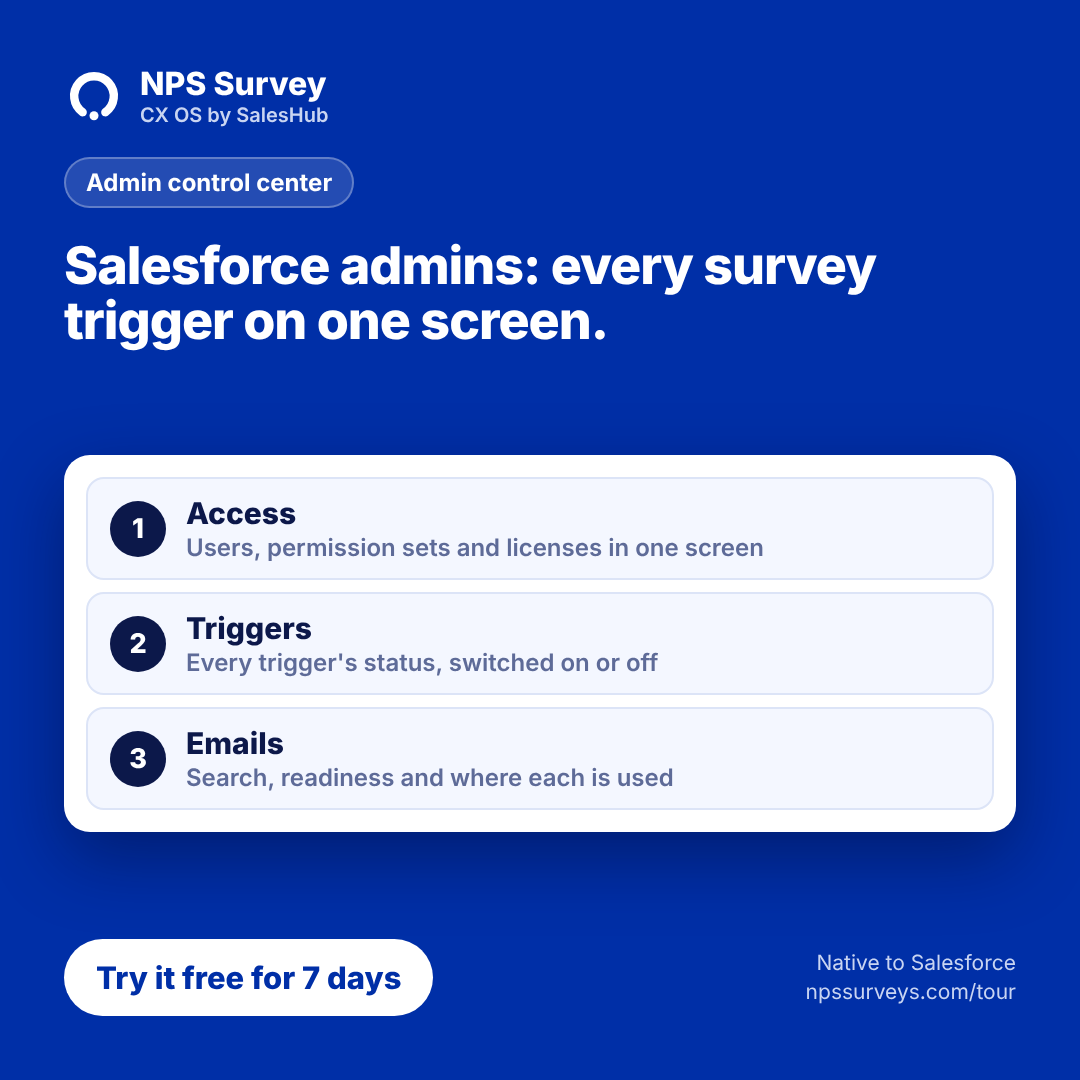 NPS Survey
CX OS by SalesHub
Admin control center
Salesforce admins: every survey
trigger on one screen.
1
Access
Users, permission sets and licenses in one screen
2
Triggers
Every trigger's status, switched on or off
3
Emails
Search, readiness and where each is used
Try it free for 7 days
Native to Salesforce
npssurveys.com/tour